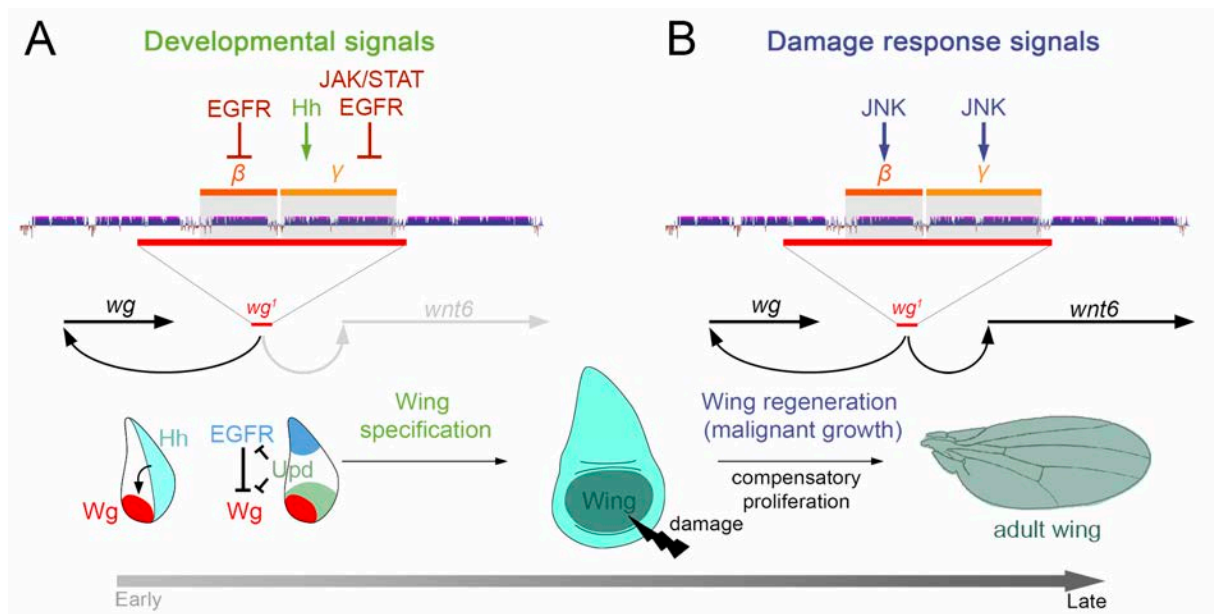 A
Developmental signals
JAK/STAT
EGFR Hh EGFR
β γ
wg wg¹ wnt6
Hh
Wg
EGFR
Upd
Wg
Wing
specification
B
Damage response signals
JNK JNK
β γ
wg wg¹ wnt6
Wing
damage
Wing regeneration
(malignant growth)
compensatory
proliferation
adult wing
Early Late